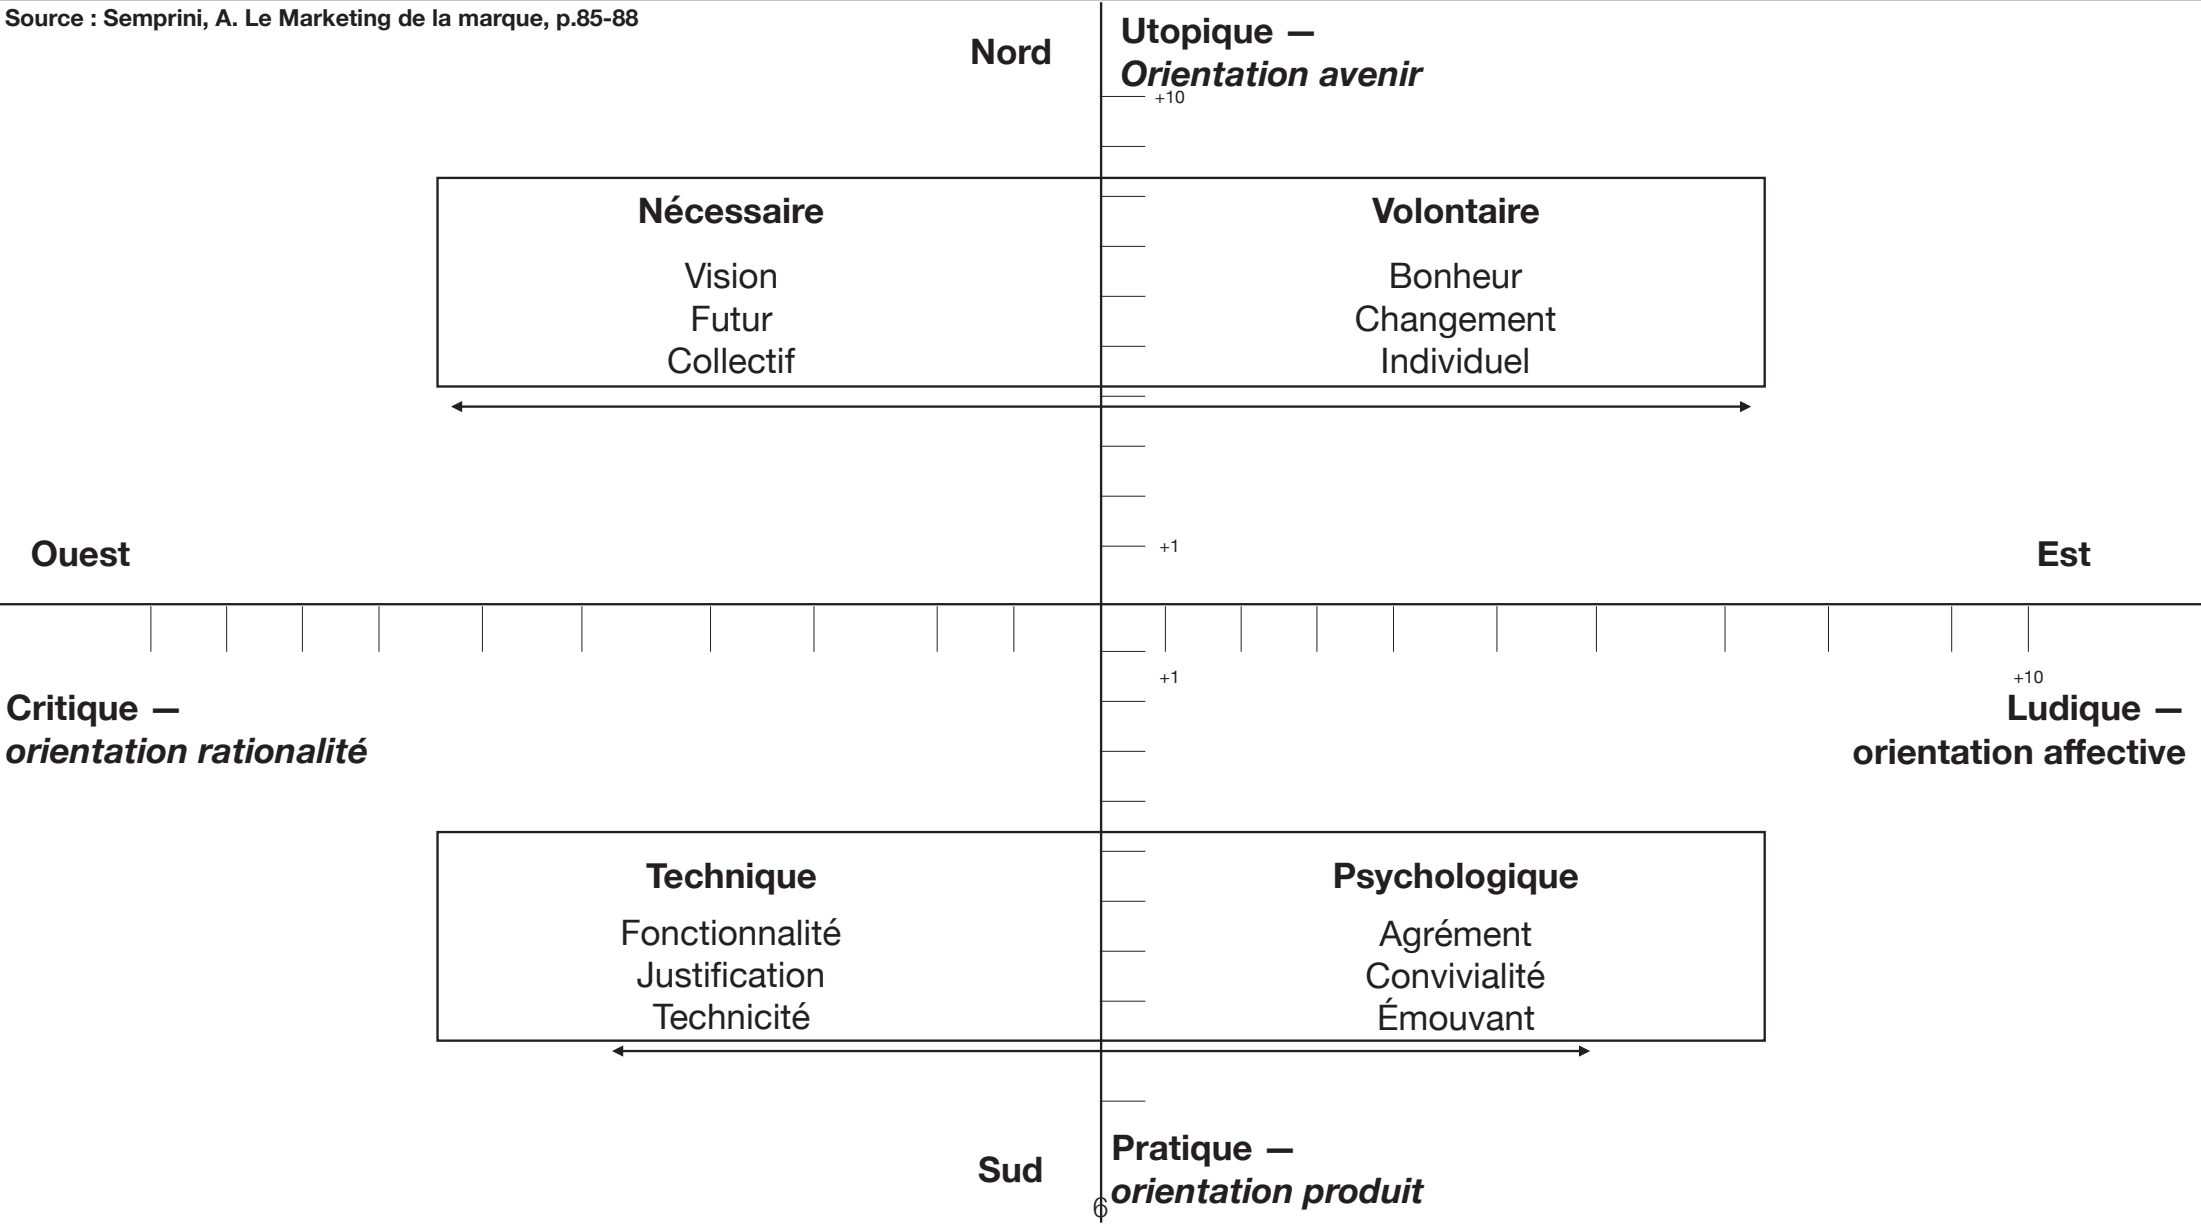 Source : Semprini, A. Le Marketing de la marque, p.85-88
Nord
Utopique —
Orientation avenir
+10
Nécessaire
Vision
Futur
Collectif
Volontaire
Bonheur
Changement
Individuel
+1
Ouest
Est
+1
+10
Critique —
orientation rationalité
Ludique —
orientation affective
Technique
Fonctionnalité
Justification
Technicité
Psychologique
Agrément
Convivialité
Émouvant
Sud
Pratique —
orientation produit
6